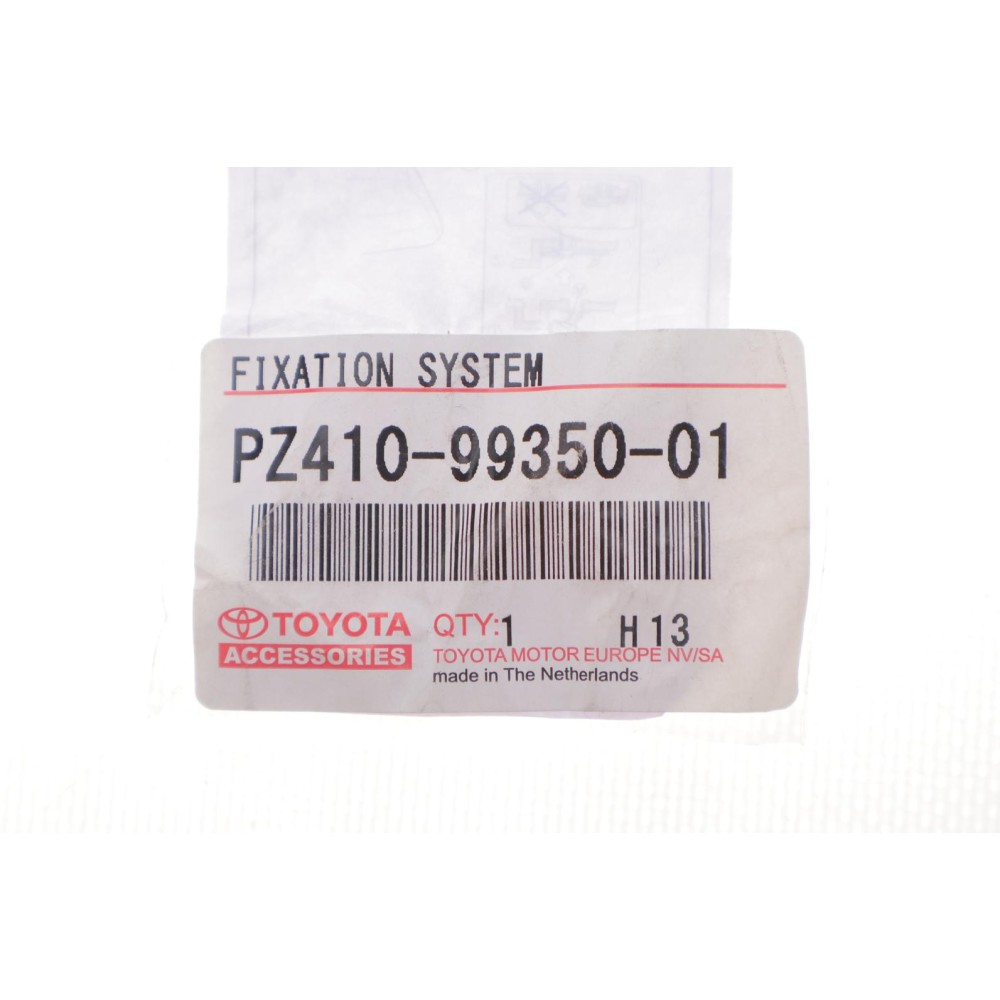 FIXATION SYSTEM
PZ410-99350-01
TOYOTA
ACCESSORIES
QTY:1 H13
TOYOTA MOTOR EUROPE NV/SA
made in The Netherlands